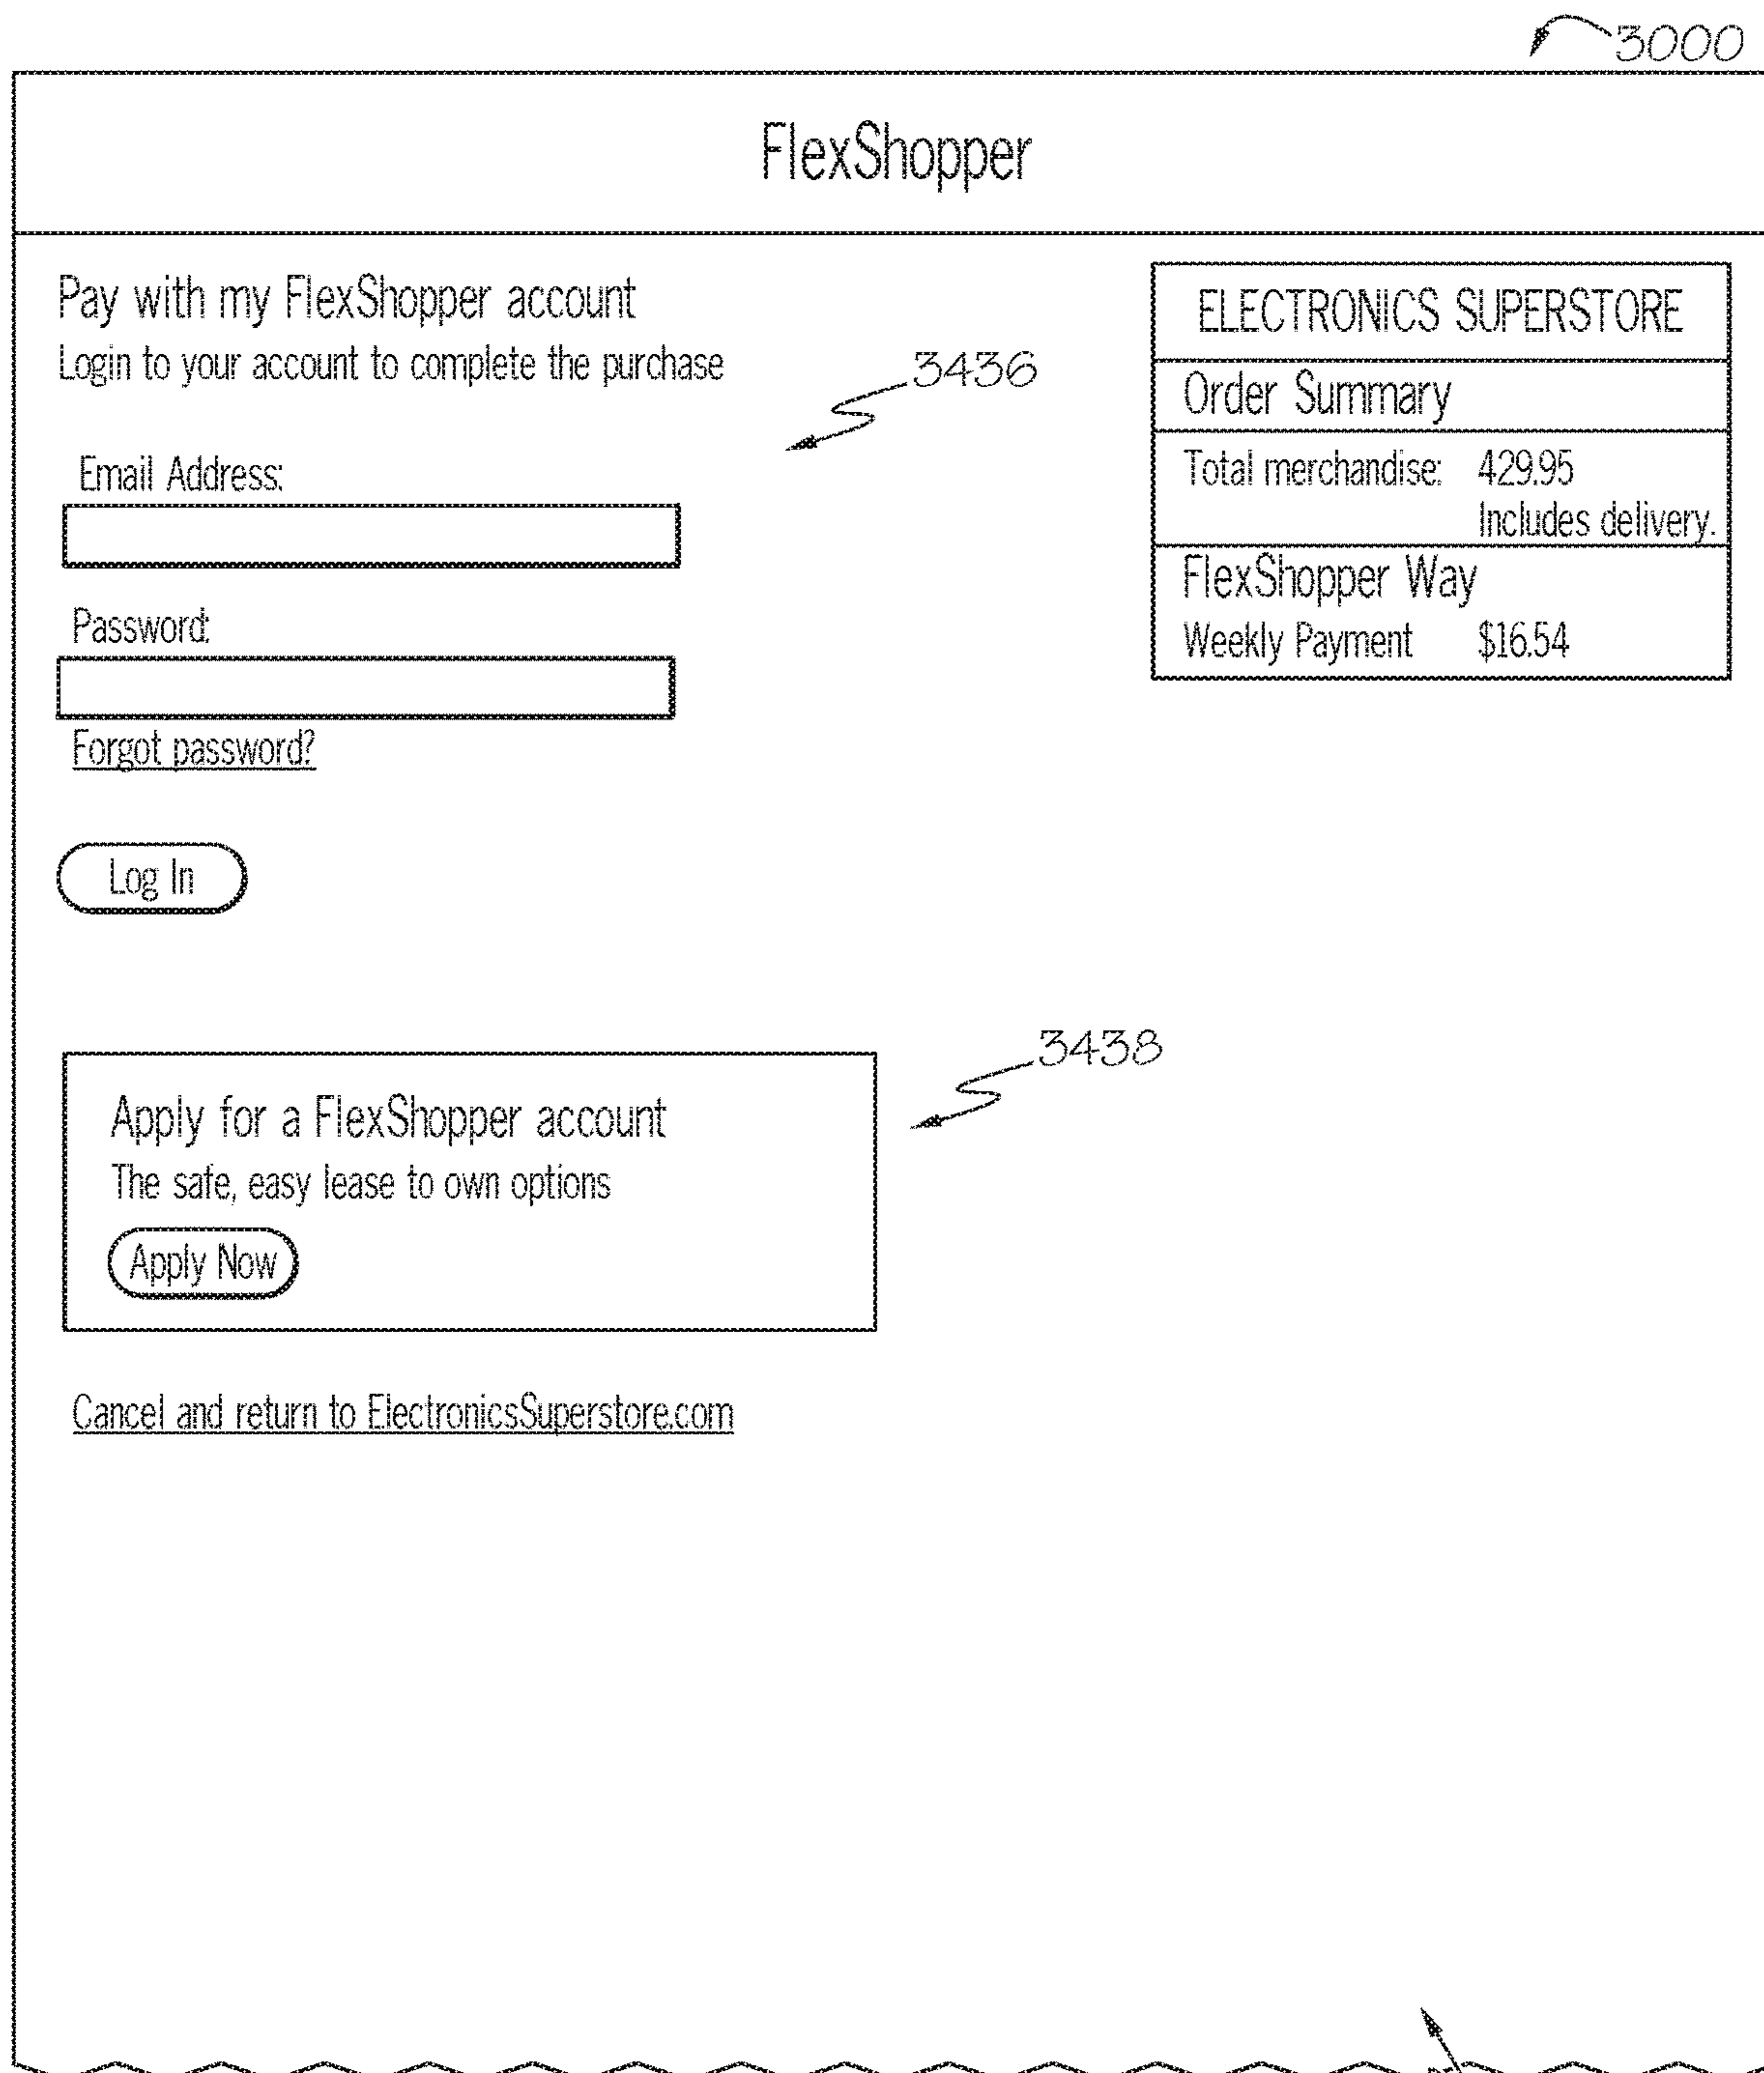 3000
FlexShopper
Pay with my FlexShopper account
Login to your account to complete the purchase
3436
Email Address:
Password:
Forgot password?
Log In
ELECTRONICS SUPERSTORE
Order Summary
Total merchandise: 429.95
Includes delivery.
FlexShopper Way
Weekly Payment $16.54
3438
Apply for a FlexShopper account
The safe, easy lease to own options
Apply Now
Cancel and return to ElectronicsSuperstore.com